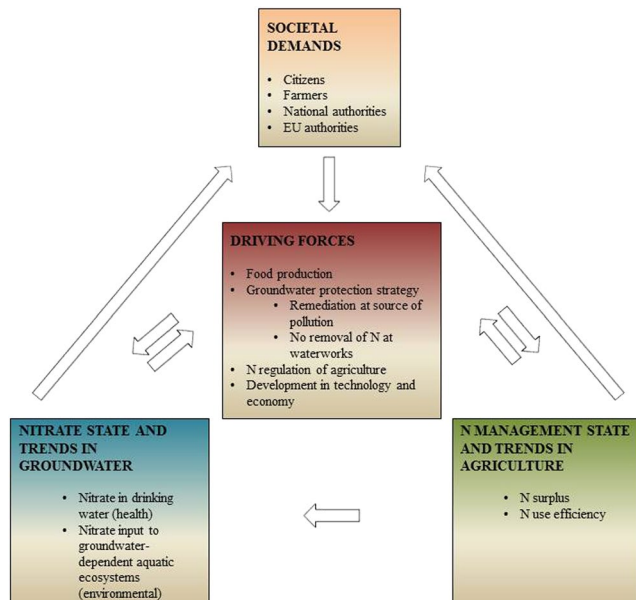 SOCIETAL
DEMANDS
• Citizens
• Farmers
• National authorities
• EU authorities
DRIVING FORCES
• Food production
• Groundwater protection strategy
• Remediation at source of
pollution
• No removal of N at
waterworks
• N regulation of agriculture
• Development in technology and
economy
NITRATE STATE AND
TRENDS IN
GROUNDWATER
• Nitrate in drinking
water (health)
• Nitrate input to
groundwater-
dependent aquatic
ecosystems
(environmental)
N MANAGEMENT STATE
AND TRENDS IN
AGRICULTURE
• N surplus
• N use efficiency